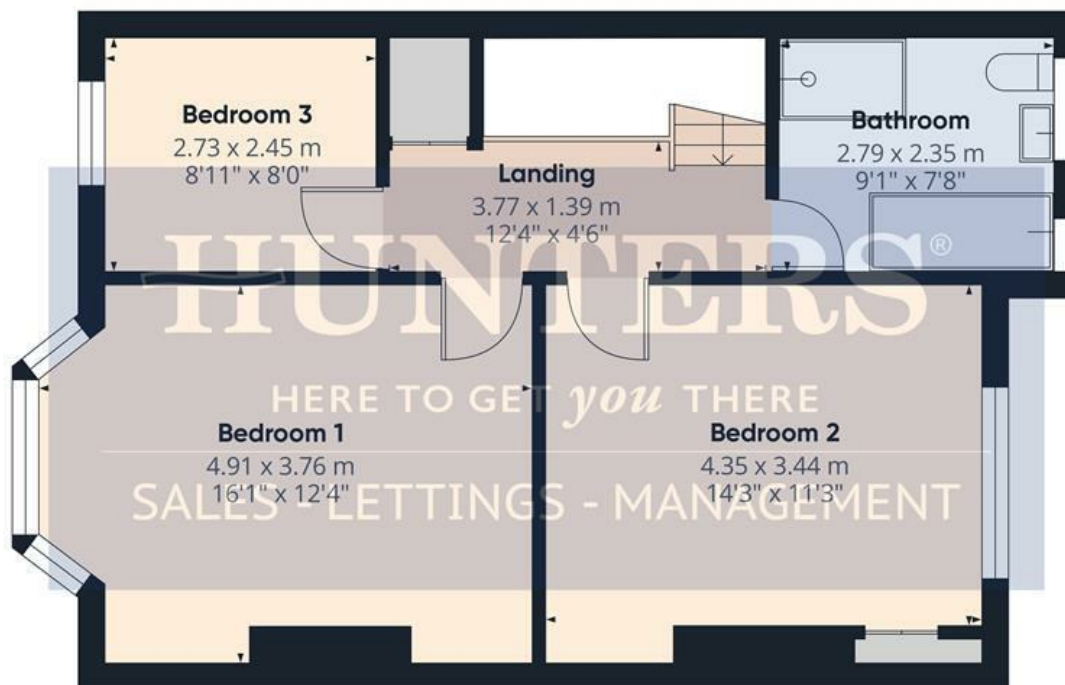 Bedroom 3
2.73 x 2.45 m
8'11" x 8'0"
Landing
3.77 x 1.39 m
12'4" x 4'6"
Bathroom
2.79 x 2.35 m
9'1" x 7'8"
HUNTERS®
HERE TO GET you THERE
Bedroom 1
4.91 x 3.76 m
16'1" x 12'4"
Bedroom 2
4.35 x 3.44 m
14'3" x 11'3"
SALES - LETTINGS - MANAGEMENT